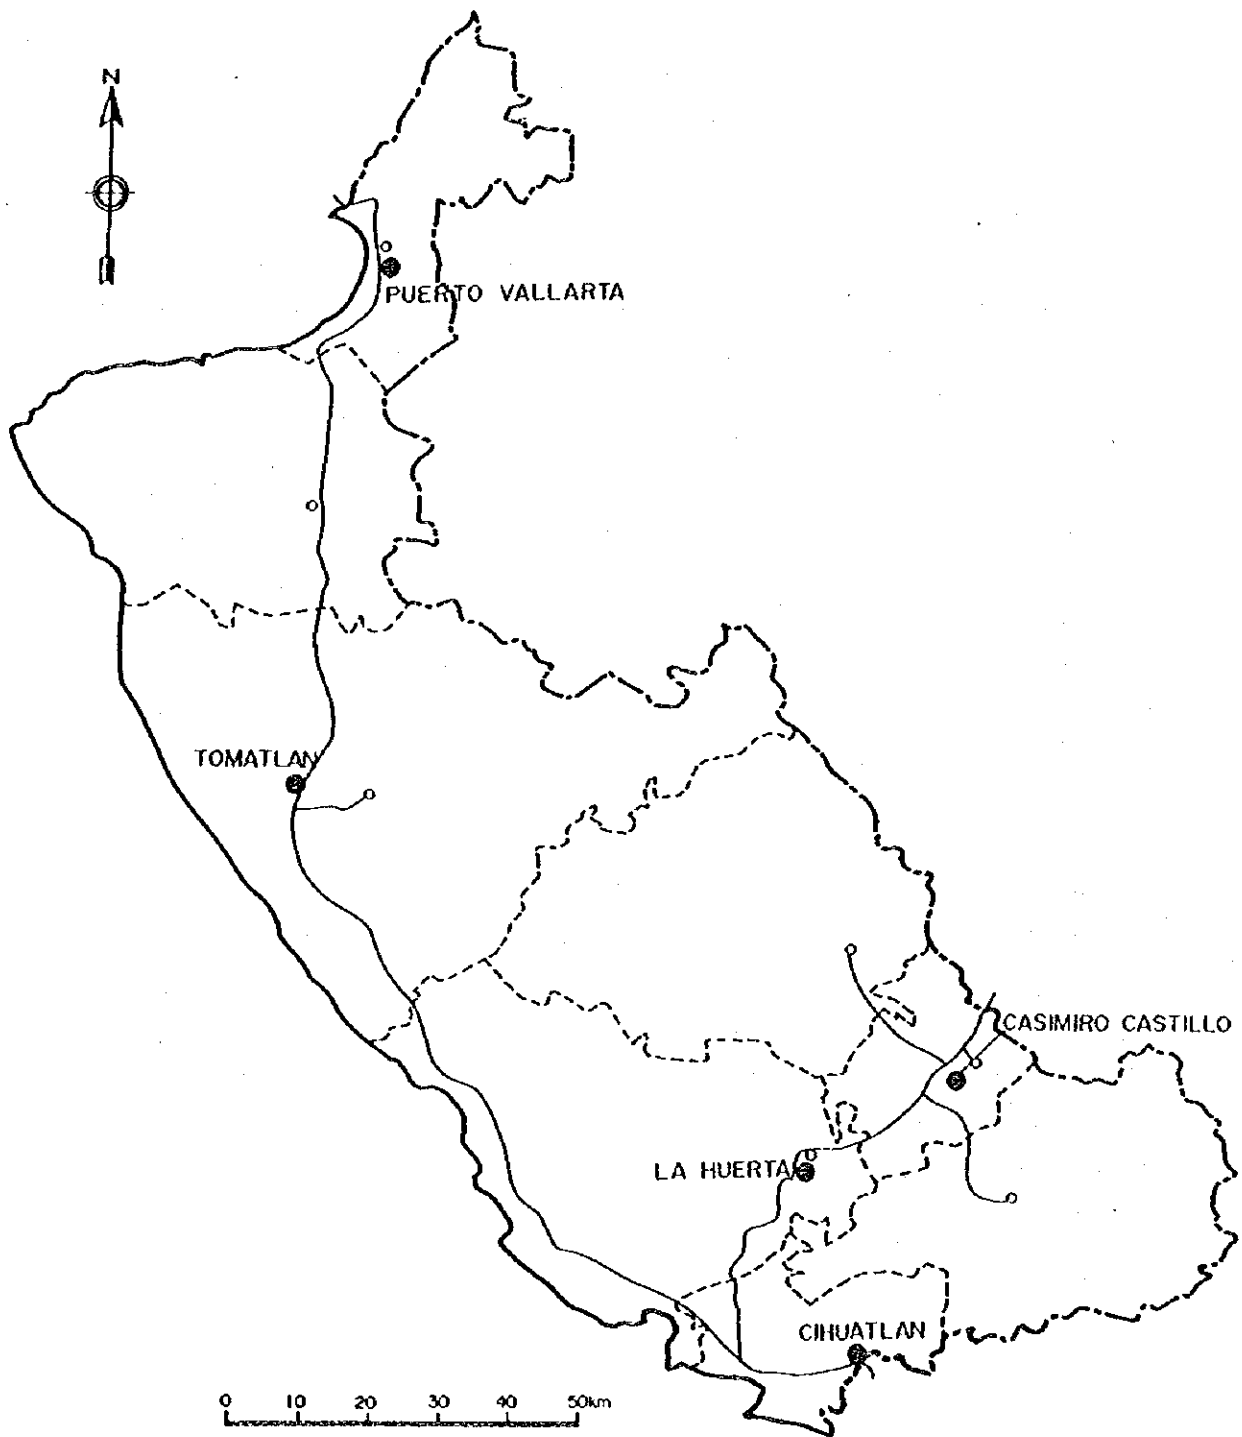 N
PUERTO VALLARTA
TOMATLAN
CASIMIRO CASTILLO
LA HUERTA
CIHUATLAN
0 10 20 30 40 50km